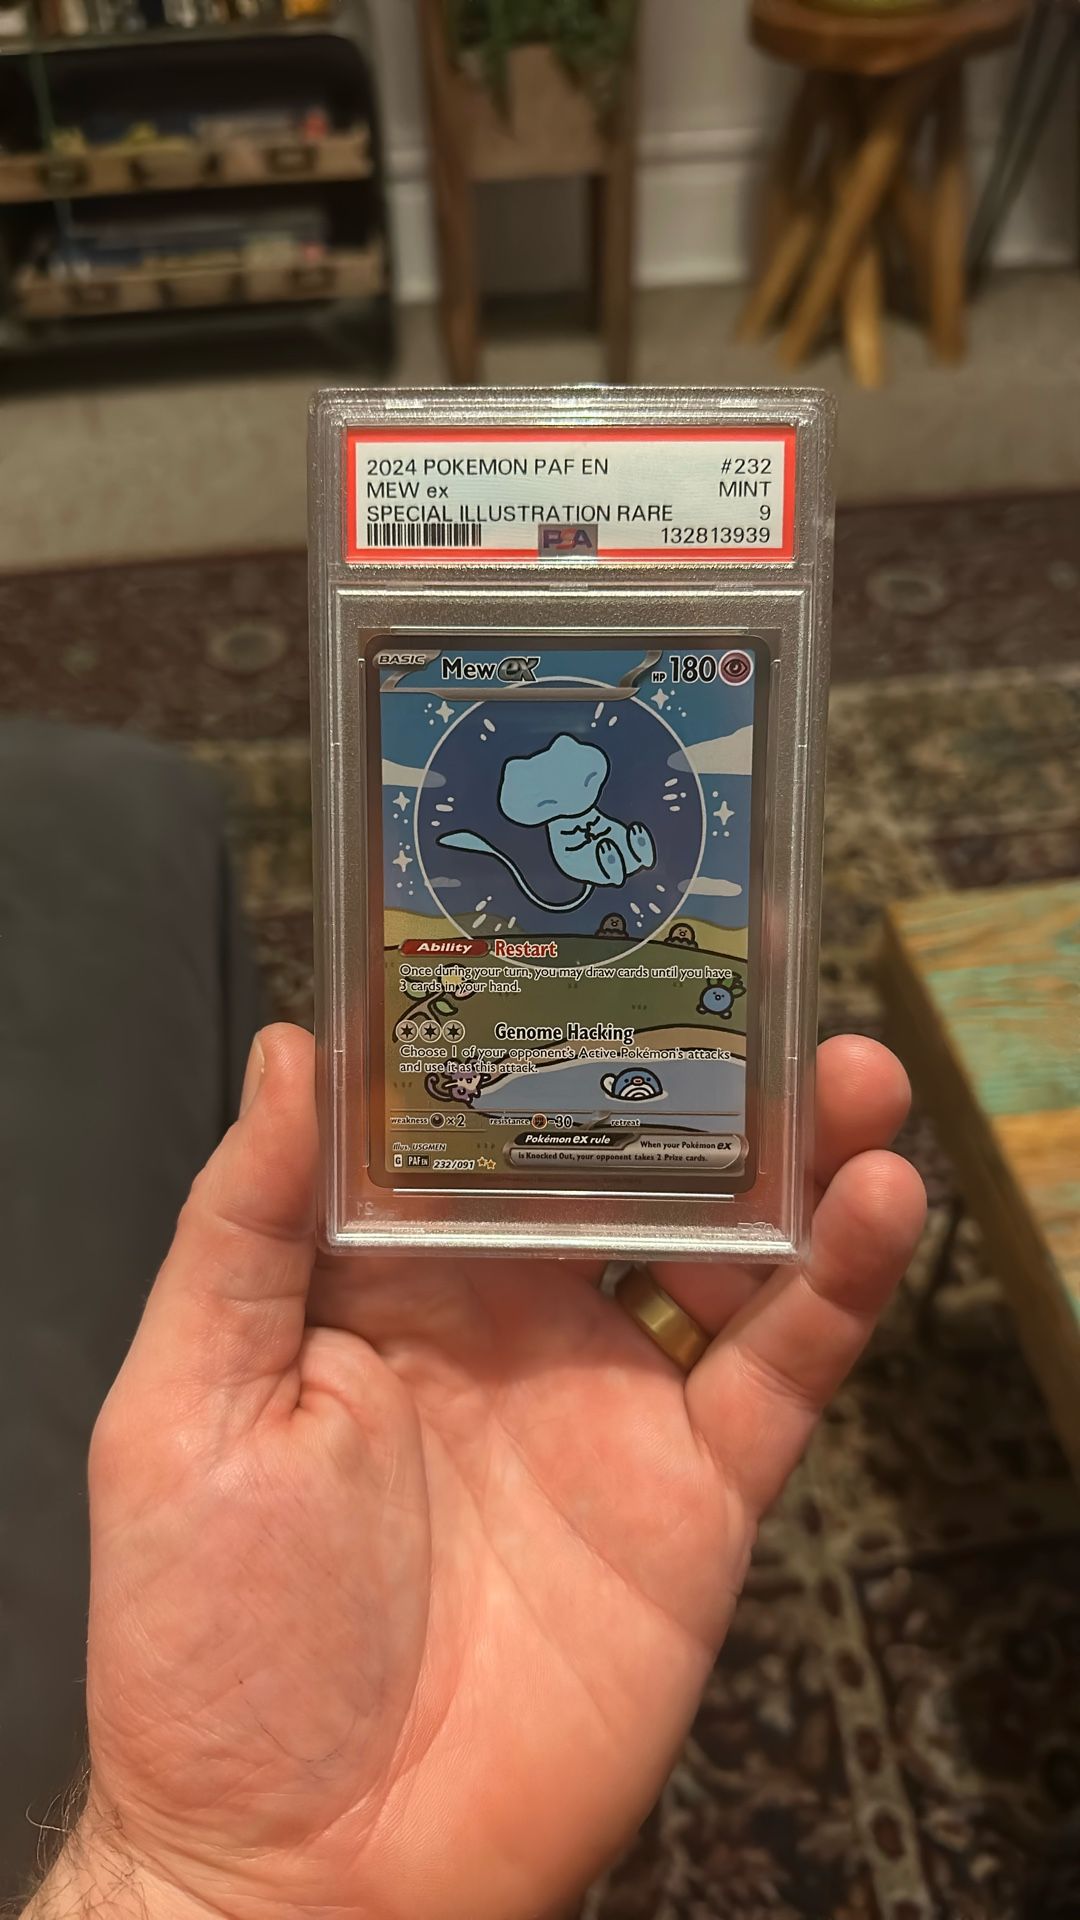 2024 POKEMON PAF EN #232
MEW ex MINT
SPECIAL ILLUSTRATION RARE 9
PSA 132813939
BASIC Mew ex HP 180
Ability Restart
Once during your turn, you may draw cards until you have
3 cards in your hand.
Genome Hacking
Choose 1 of your opponent's Active Pokémon's attacks
and use it as this attack.
weakness ×2 resistance -30 retreat
Illus. USGMEN
Pokémon ex rule When your Pokémon ex
is Knocked Out, your opponent takes 2 Prize cards.
G PAF EN 232/091